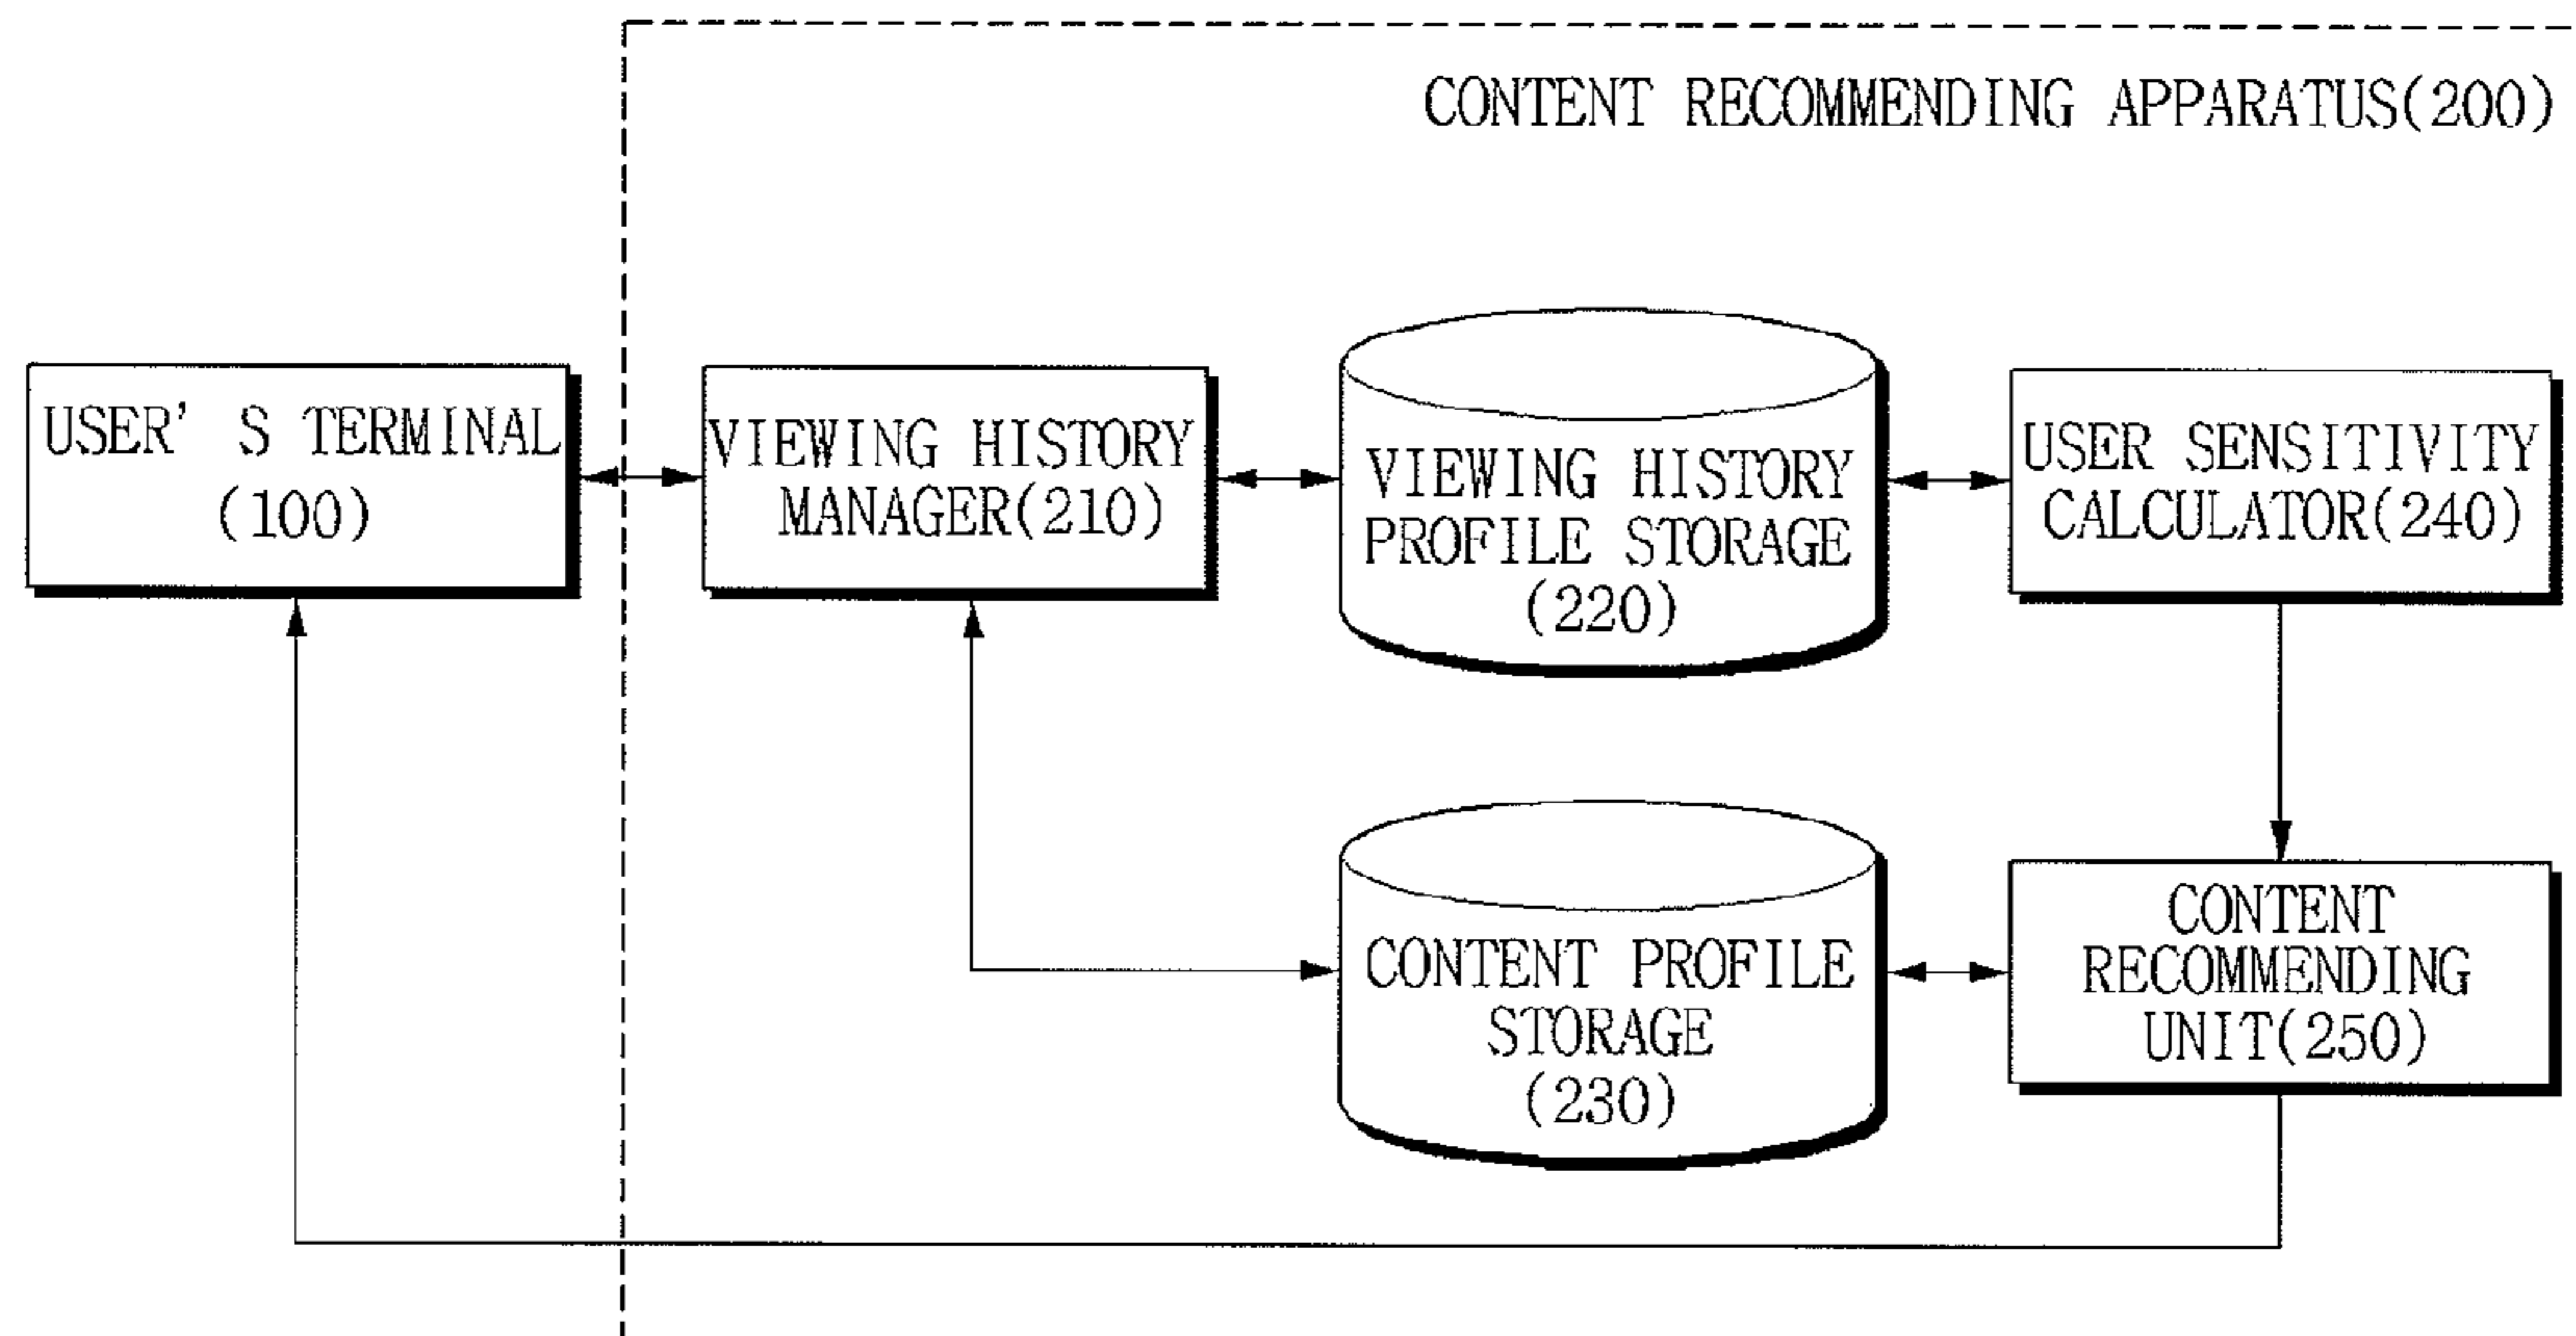 CONTENT RECOMMENDING APPARATUS(200)
USER' S TERMINAL
(100)
VIEWING HISTORY
MANAGER(210)
VIEWING HISTORY
PROFILE STORAGE
(220)
USER SENSITIVITY
CALCULATOR(240)
CONTENT PROFILE
STORAGE
(230)
CONTENT
RECOMMENDING
UNIT(250)